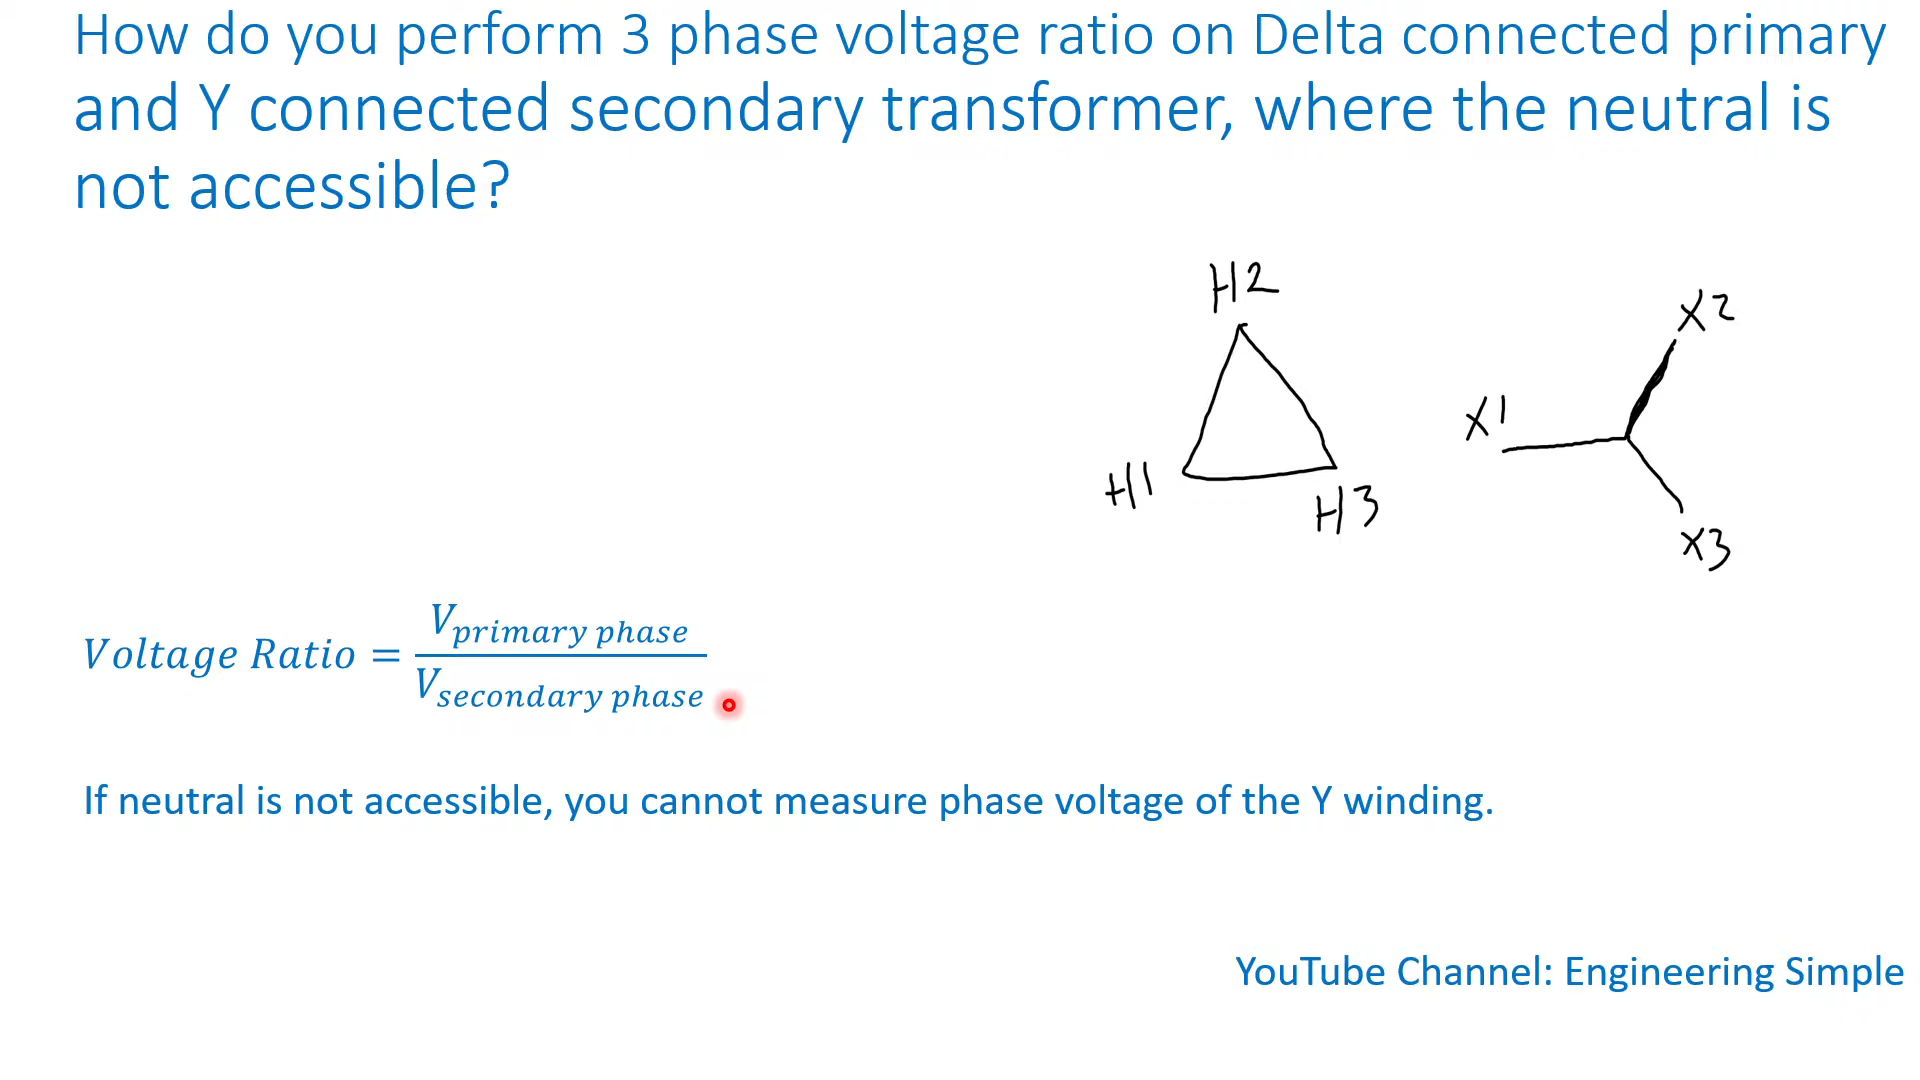 How do you perform 3 phase voltage ratio on Delta connected primary
and Y connected secondary transformer, where the neutral is
not accessible?
H2
X2
X1
H1
H3
X3
Voltage Ratio = V_primary phase / V_secondary phase
If neutral is not accessible, you cannot measure phase voltage of the Y winding.
YouTube Channel: Engineering Simple